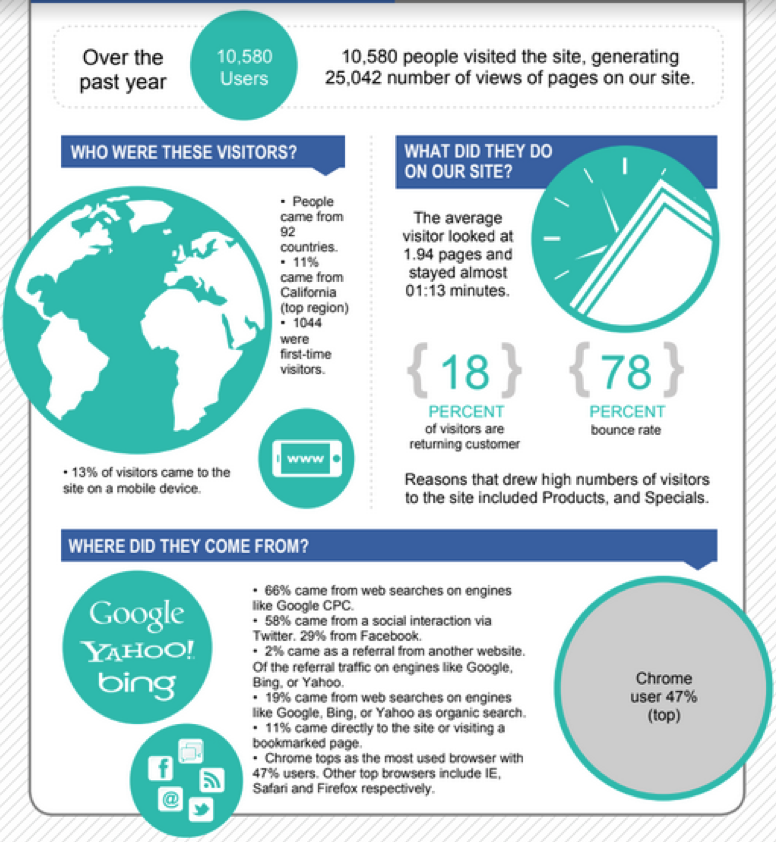 Over the
past year
10,580
Users
10,580 people visited the site, generating
25,042 number of views of pages on our site.
WHO WERE THESE VISITORS?
• People
came from
92
countries.
• 11%
came from
California
(top region)
• 1044
were
first-time
visitors.
www
• 13% of visitors came to the
site on a mobile device.
WHAT DID THEY DO
ON OUR SITE?
The average
visitor looked at
1.94 pages and
stayed almost
01:13 minutes.
{ 18 }
PERCENT
of visitors are
returning customer
{ 78 }
PERCENT
bounce rate
Reasons that drew high numbers of visitors
to the site included Products, and Specials.
WHERE DID THEY COME FROM?
Google
YAHOO!
bing
f
@
• 66% came from web searches on engines
like Google CPC.
• 58% came from a social interaction via
Twitter. 29% from Facebook.
• 2% came as a referral from another website.
Of the referral traffic on engines like Google,
Bing, or Yahoo.
• 19% came from web searches on engines
like Google, Bing, or Yahoo as organic search.
• 11% came directly to the site or visiting a
bookmarked page.
• Chrome tops as the most used browser with
47% users. Other top browsers include IE,
Safari and Firefox respectively.
Chrome
user 47%
(top)